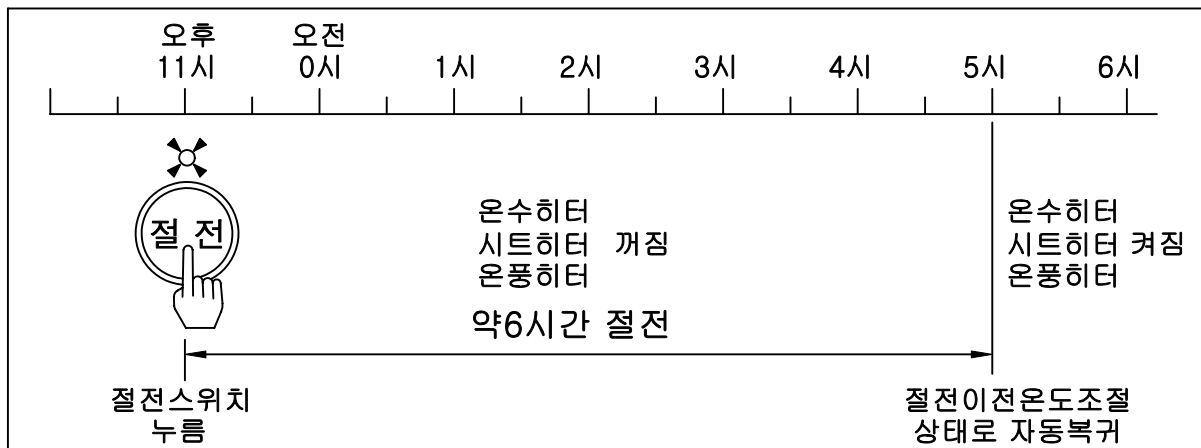 오후 오전
11시 0시 1시 2시 3시 4시 5시 6시
절 전
온수히터
시트히터 꺼짐
온풍히터
온수히터
시트히터 켜짐
온풍히터
약6시간 절전
절전스위치
누름
절전이전온도조절
상태로 자동복귀